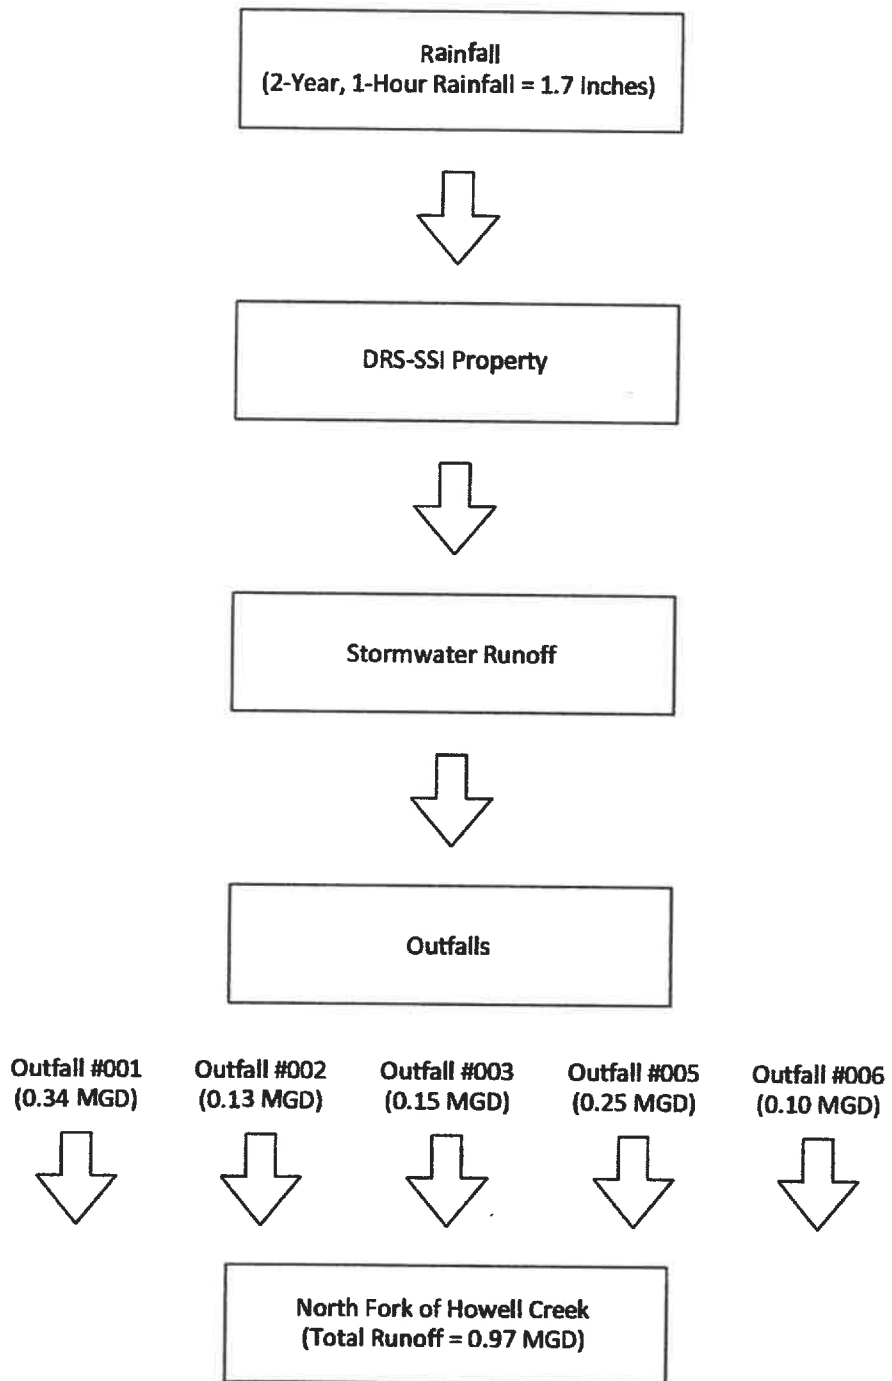 Rainfall
(2-Year, 1-Hour Rainfall = 1.7 Inches)
DRS-SSI Property
Stormwater Runoff
Outfalls
Outfall #001 Outfall #002 Outfall #003 Outfall #005 Outfall #006
(0.34 MGD) (0.13 MGD) (0.15 MGD) (0.25 MGD) (0.10 MGD)
North Fork of Howell Creek
(Total Runoff = 0.97 MGD)